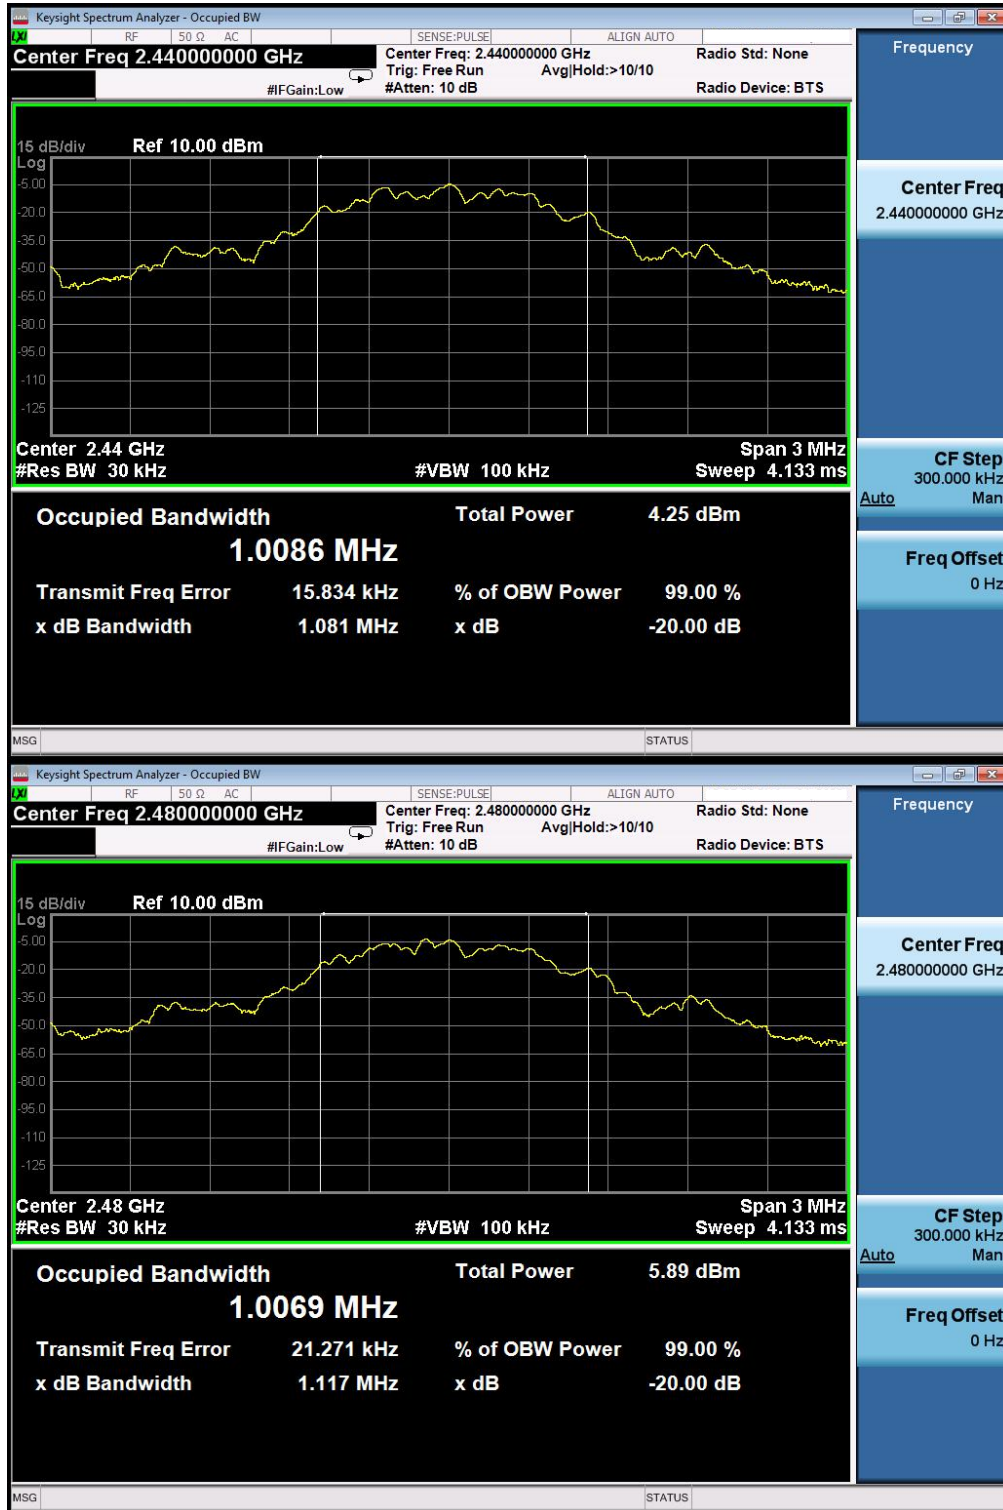 Keysight Spectrum Analyzer - Occupied BW
LXI RF 50 Ω AC SENSE:PULSE ALIGN AUTO
Center Freq 2.440000000 GHz
Center Freq: 2.440000000 GHz Radio Std: None
Trig: Free Run Avg|Hold:>10/10
#IFGain:Low #Atten: 10 dB Radio Device: BTS
15 dB/div Ref 10.00 dBm
Log
-5.00
-20.0
-35.0
-50.0
-65.0
-80.0
-95.0
-110
-125
Center 2.44 GHz Span 3 MHz
#Res BW 30 kHz #VBW 100 kHz Sweep 4.133 ms
Occupied Bandwidth Total Power 4.25 dBm
1.0086 MHz
Transmit Freq Error 15.834 kHz % of OBW Power 99.00 %
x dB Bandwidth 1.081 MHz x dB -20.00 dB
MSG STATUS
Frequency
Center Freq
2.440000000 GHz
CF Step
300.000 kHz
Auto Man
Freq Offset
0 Hz
Keysight Spectrum Analyzer - Occupied BW
LXI RF 50 Ω AC SENSE:PULSE ALIGN AUTO
Center Freq 2.480000000 GHz
Center Freq: 2.480000000 GHz Radio Std: None
Trig: Free Run Avg|Hold:>10/10
#IFGain:Low #Atten: 10 dB Radio Device: BTS
15 dB/div Ref 10.00 dBm
Log
-5.00
-20.0
-35.0
-50.0
-65.0
-80.0
-95.0
-110
-125
Center 2.48 GHz Span 3 MHz
#Res BW 30 kHz #VBW 100 kHz Sweep 4.133 ms
Occupied Bandwidth Total Power 5.89 dBm
1.0069 MHz
Transmit Freq Error 21.271 kHz % of OBW Power 99.00 %
x dB Bandwidth 1.117 MHz x dB -20.00 dB
MSG STATUS
Frequency
Center Freq
2.480000000 GHz
CF Step
300.000 kHz
Auto Man
Freq Offset
0 Hz